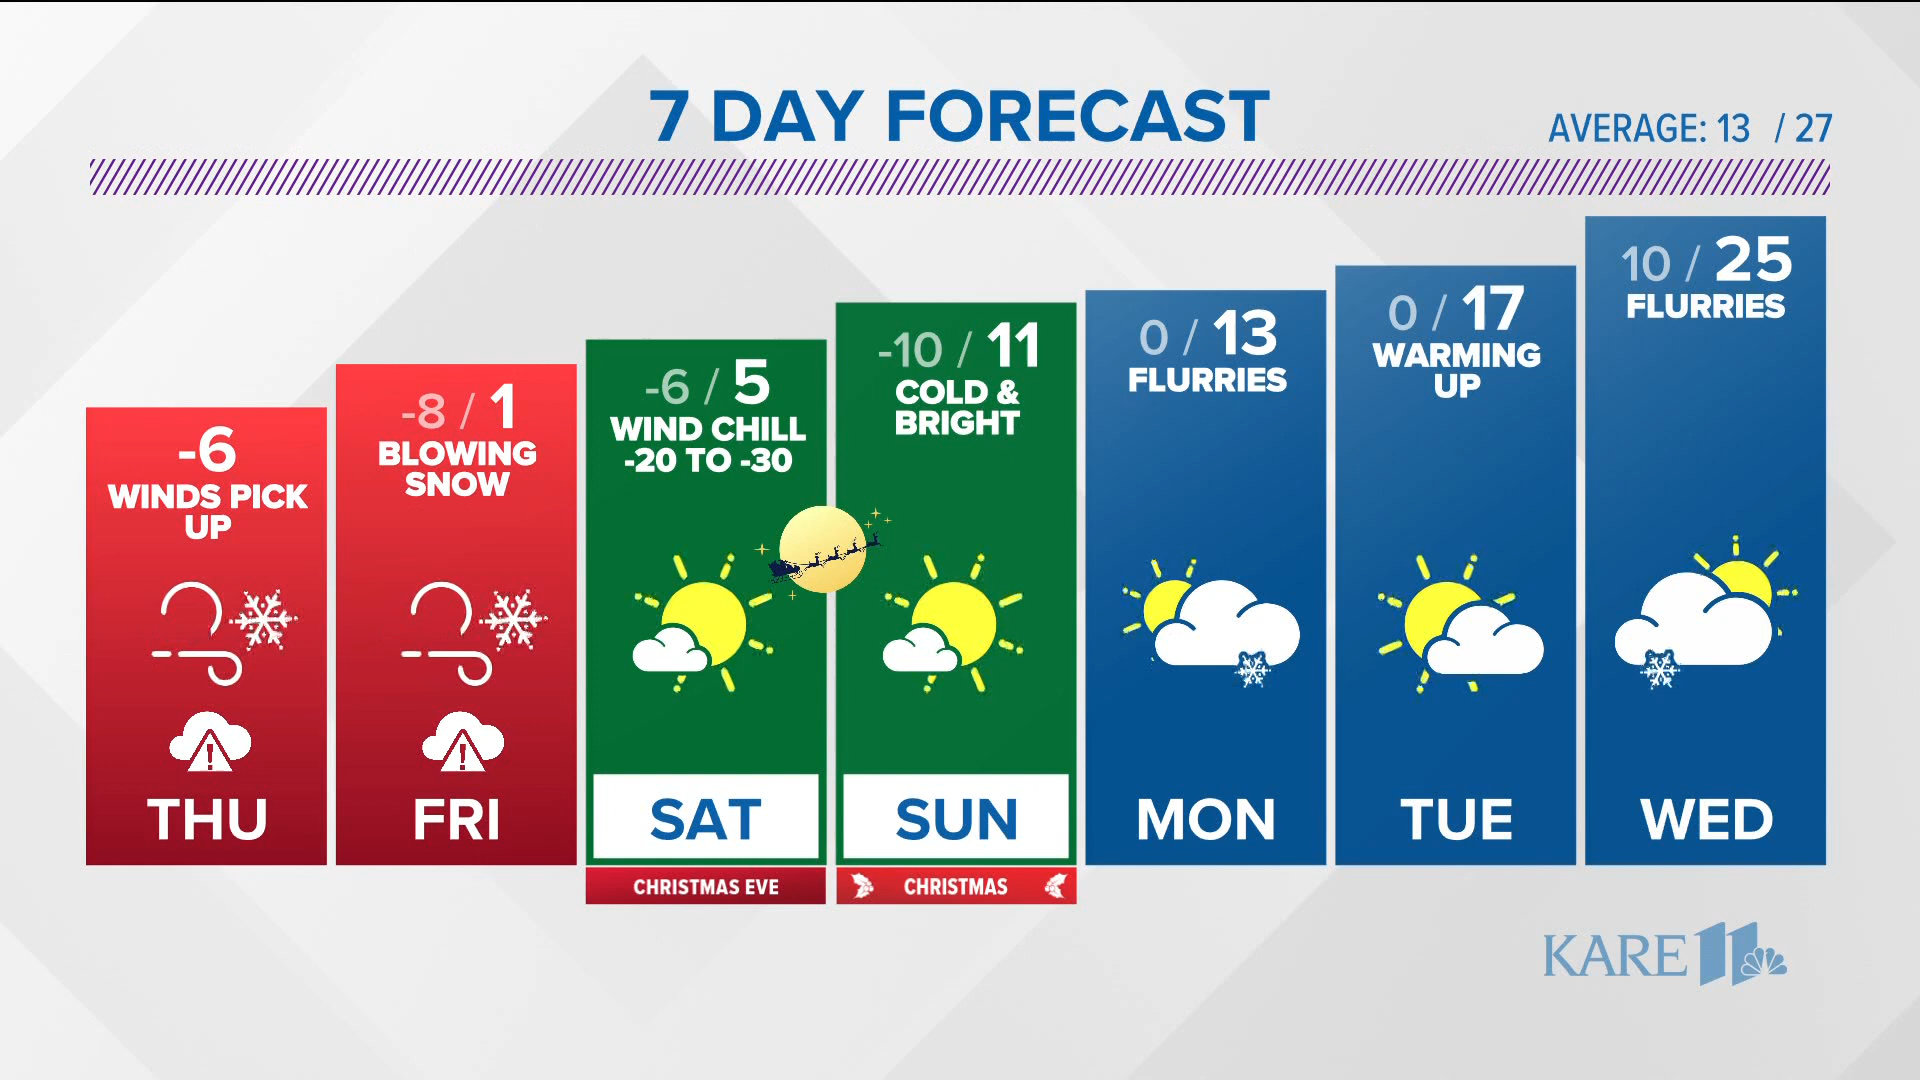 7 DAY FORECAST
AVERAGE: 13 / 27
-6
WINDS PICK
UP
THU
-8 / 1
BLOWING
SNOW
FRI
-6 / 5
WIND CHILL
-20 TO -30
SAT
CHRISTMAS EVE
-10 / 11
COLD &
BRIGHT
SUN
CHRISTMAS
0 / 13
FLURRIES
MON
0 / 17
WARMING
UP
TUE
10 / 25
FLURRIES
WED
KARE 11